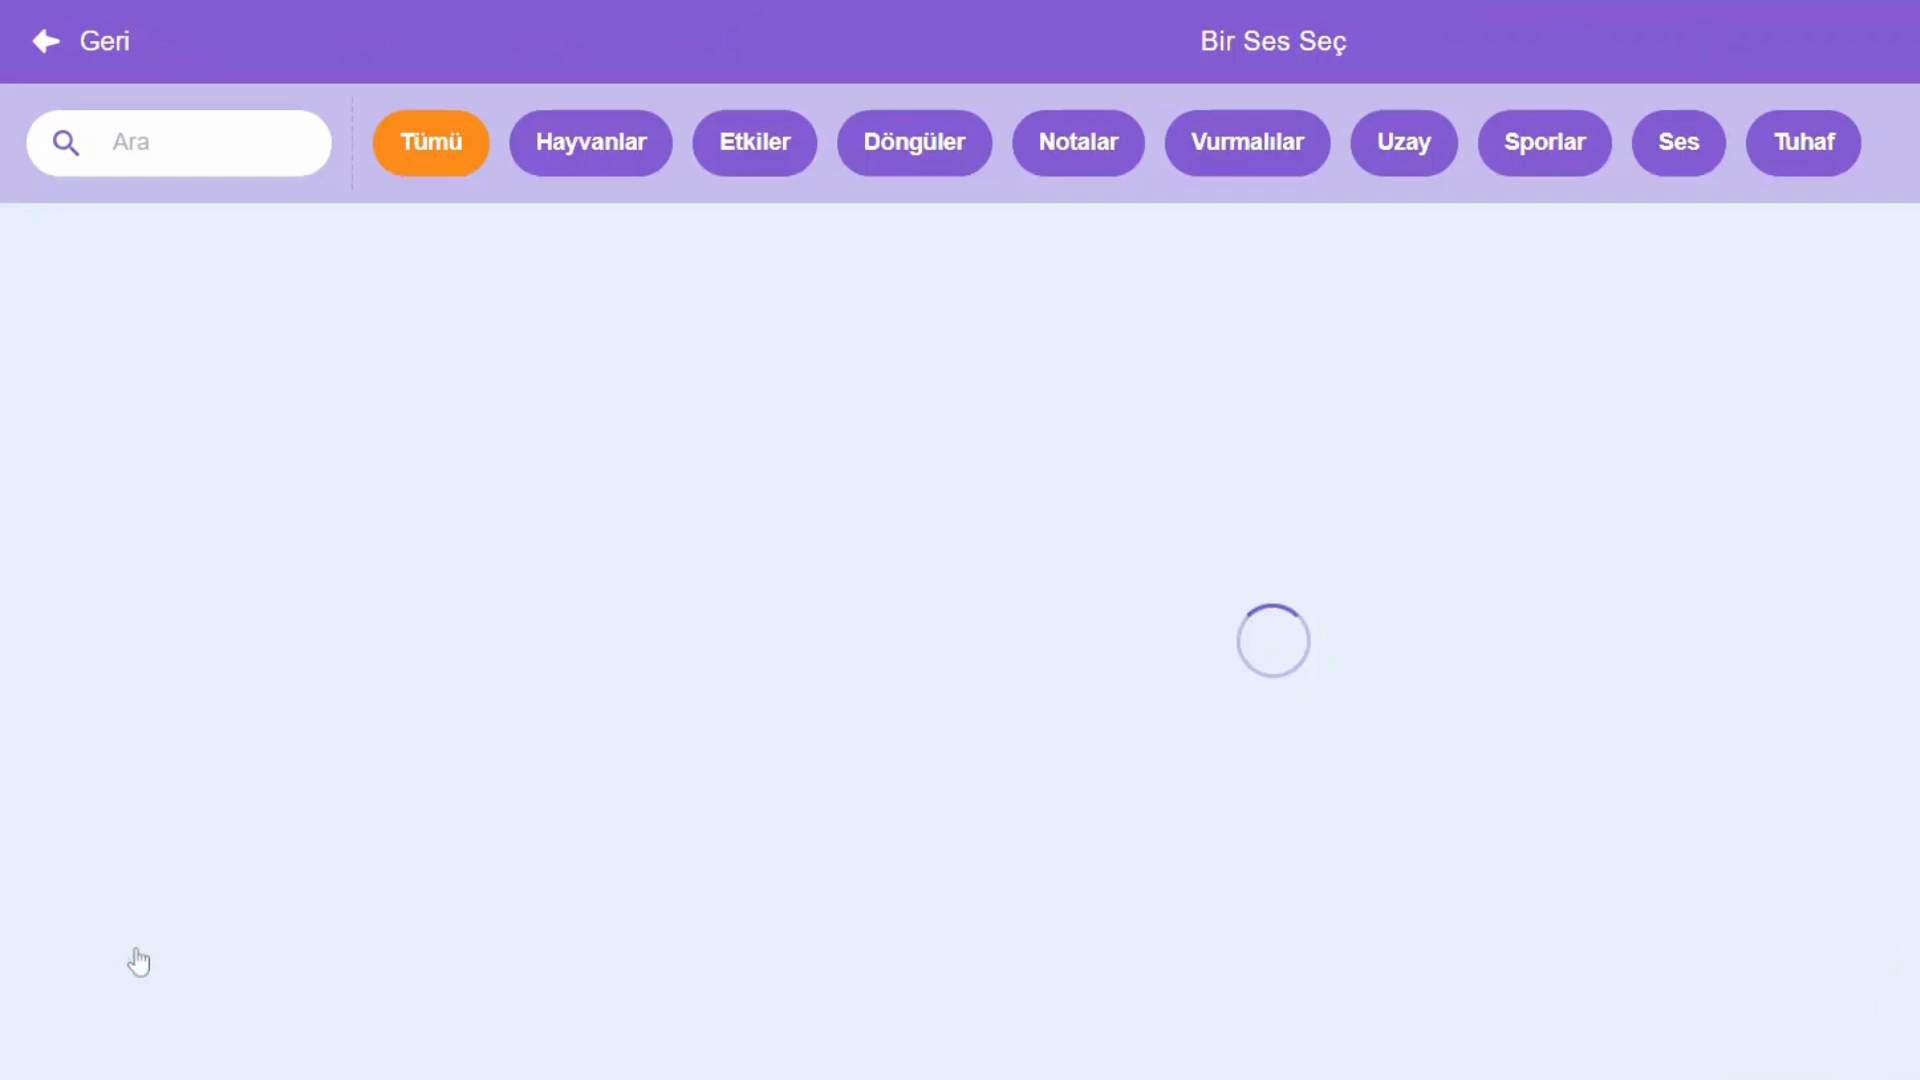 Geri
Bir Ses Seç
Ara
Tümü
Hayvanlar
Etkiler
Döngüler
Notalar
Vurmalılar
Uzay
Sporlar
Ses
Tuhaf